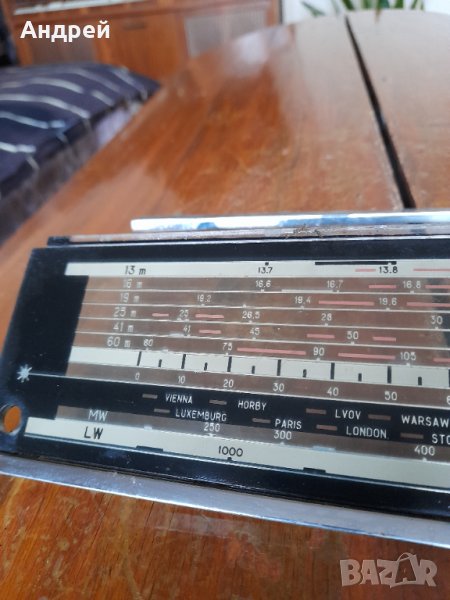 Андрей
13 m 13.7 13.8
16 m 16,6 16,7 16,8
19 m 19,2 19,4 19,6
25 m 25 26,5 28 30
41 m 41 45 50
60 m 60 75 90 105
0 10 20 30 40 50
VIENNA HORBY LVOV WARSAW
MW LUXEMBURG PARIS LONDON STO
250 300 400
LW 1000
BAZAR